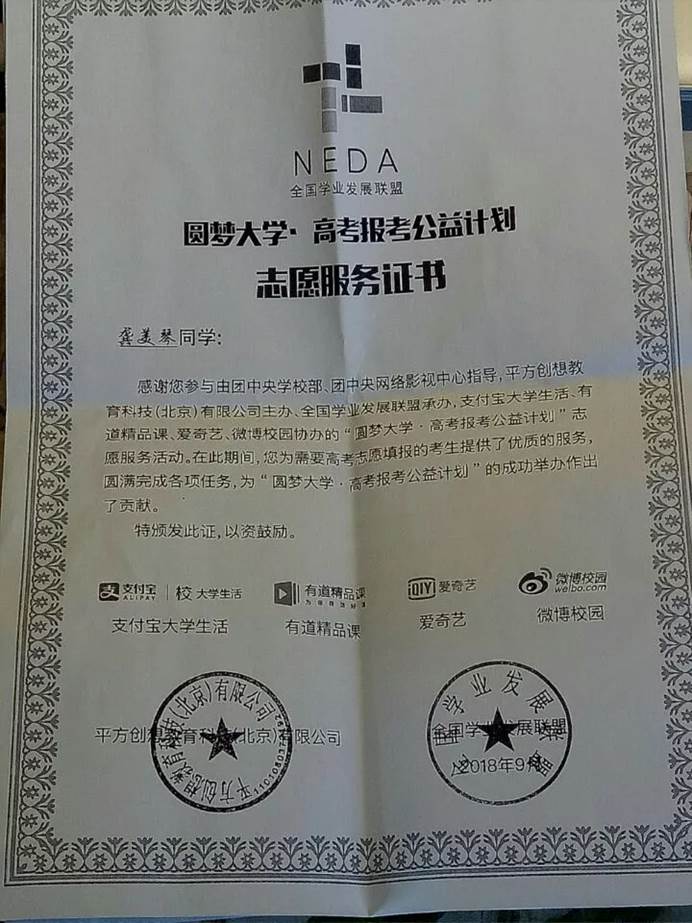 NEDA
全国学业发展联盟
圆梦大学·高考报考公益计划
志愿服务证书
龚美琴同学:
感谢您参与由团中央学校部、团中央网络影视中心指导,平方创想教
育科技(北京)有限公司主办、全国学业发展联盟承办,支付宝大学生活、有
道精品课、爱奇艺、微博校园协办的“圆梦大学·高考报考公益计划”志
愿服务活动。在此期间,您为需要高考志愿填报的考生提供了优质的服务,
圆满完成各项任务,为“圆梦大学·高考报考公益计划”的成功举办作出
了贡献。
特颁发此证,以资鼓励。
支付宝 ALIPAY 校 大学生活
有道精品课
iQIYI 爱奇艺
微博校园 weibo.com
支付宝大学生活
有道精品课
爱奇艺
微博校园
平方创想教育科技(北京)有限公司
全国学业发展联盟
2018年9月
平方创想教育科技(北京)有限公司
全国学业发展联盟